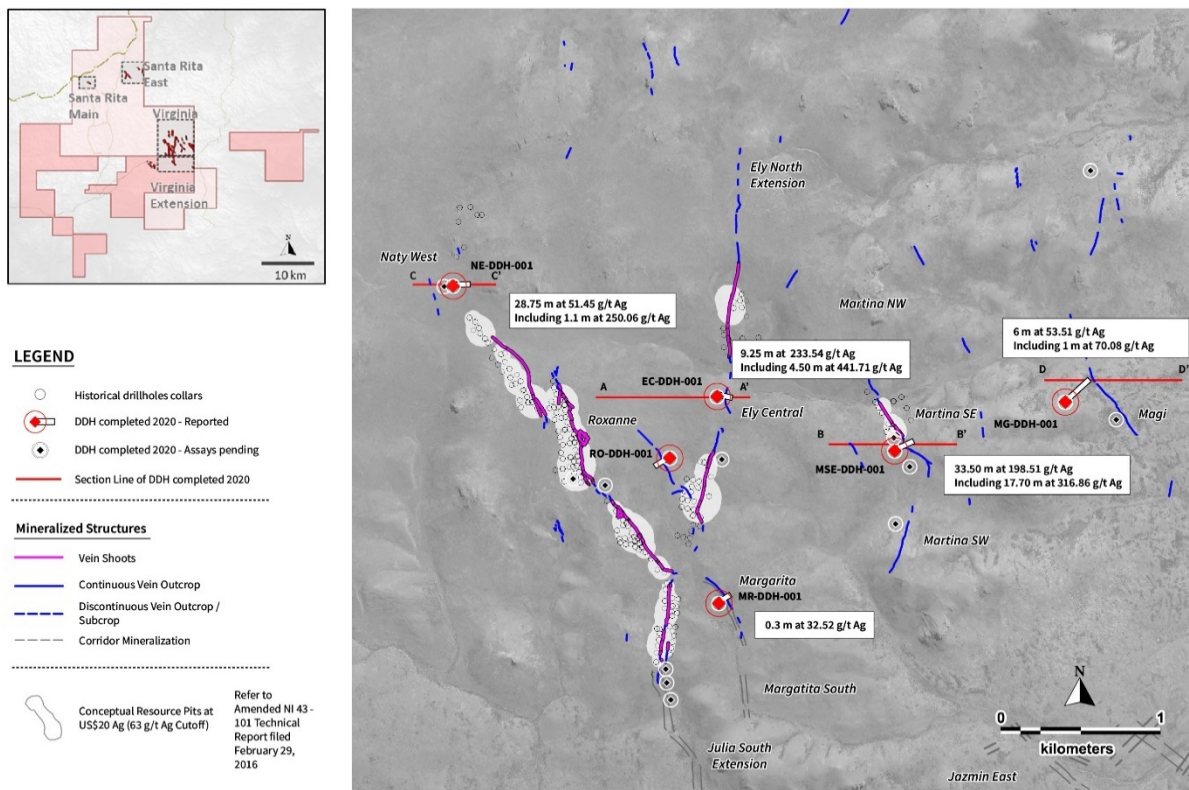 Santa Rita
East
Santa Rita
Main
Virginia
Virginia
Extension
N
10 km
LEGEND
Historical drillholes collars
DDH completed 2020 - Reported
DDH completed 2020 - Assays pending
Section Line of DDH completed 2020
Mineralized Structures
Vein Shoots
Continuous Vein Outcrop
Discontinuous Vein Outcrop /
Subcrop
Corridor Mineralization
Conceptual Resource Pits at
US$20 Ag (63 g/t Ag Cutoff)
Refer to
Amended NI 43 -
101 Technical
Report filed
February 29,
2016
Ely North
Extension
Naty West
NE-DDH-001
C
C'
28.75 m at 51.45 g/t Ag
Including 1.1 m at 250.06 g/t Ag
Martina NW
6 m at 53.51 g/t Ag
Including 1 m at 70.08 g/t Ag
9.25 m at 233.54 g/t Ag
Including 4.50 m at 441.71 g/t Ag
D
D'
EC-DDH-001
A
A'
Ely Central
Roxanne
Martina SE
MG-DDH-001
Magi
B
B'
RO-DDH-001
MSE-DDH-001
33.50 m at 198.51 g/t Ag
Including 17.70 m at 316.86 g/t Ag
Martina SW
Margarita
MR-DDH-001
0.3 m at 32.52 g/t Ag
Margatita South
N
0
1
kilometers
Julia South
Extension
Jazmin East